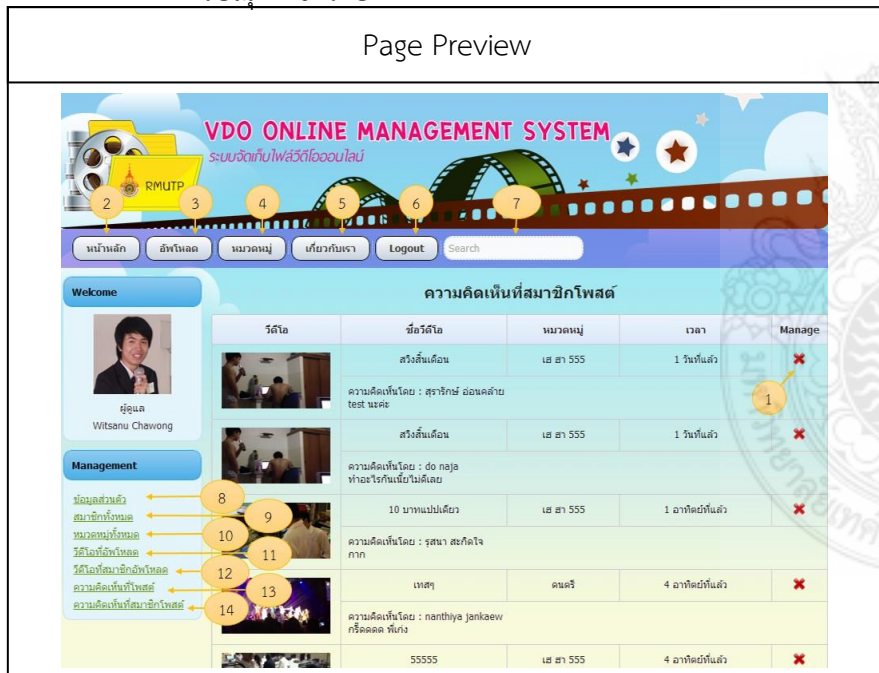 Page Preview
VDO ONLINE MANAGEMENT SYSTEM
ระบบจัดเก็บไฟล์วีดีโอออนไลน์
RMUTP
2 3 4 5 6 7
หน้าหลัก อัพโหลด หมวดหมู่ เกี่ยวกับเรา Logout Search
Welcome
ผู้ดูแล
Witsanu Chawong
Management
ข้อมูลส่วนตัว 8
สมาชิกทั้งหมด 9
หมวดหมู่ทั้งหมด 10
วีดีโอที่อัพโหลด 11
วีดีโอที่สมาชิกอัพโหลด 12
ความคิดเห็นที่โพสต์ 13
ความคิดเห็นที่สมาชิกโพสต์ 14
ความคิดเห็นที่สมาชิกโพสต์
วีดีโอ ชื่อวีดีโอ หมวดหมู่ เวลา Manage
สวิงสิ้นเดือน เฮ ฮา 555 1 วันที่แล้ว
1
ความคิดเห็นโดย : สุรารักษ์ อ่อนคล้าย
test นะค่ะ
สวิงสิ้นเดือน เฮ ฮา 555 1 วันที่แล้ว
ความคิดเห็นโดย : do naja
ทำอะไรกันเนี้ยไม่ดีเลย
10 บาทแปปเดียว เฮ ฮา 555 1 อาทิตย์ที่แล้ว
ความคิดเห็นโดย : รุสนา สะกิดใจ
กาก
เทสๆ ดนตรี 4 อาทิตย์ที่แล้ว
ความคิดเห็นโดย : nanthiya jankaew
กรี๊ดดดด พี่เก่ง
55555 เฮ ฮา 555 4 อาทิตย์ที่แล้ว